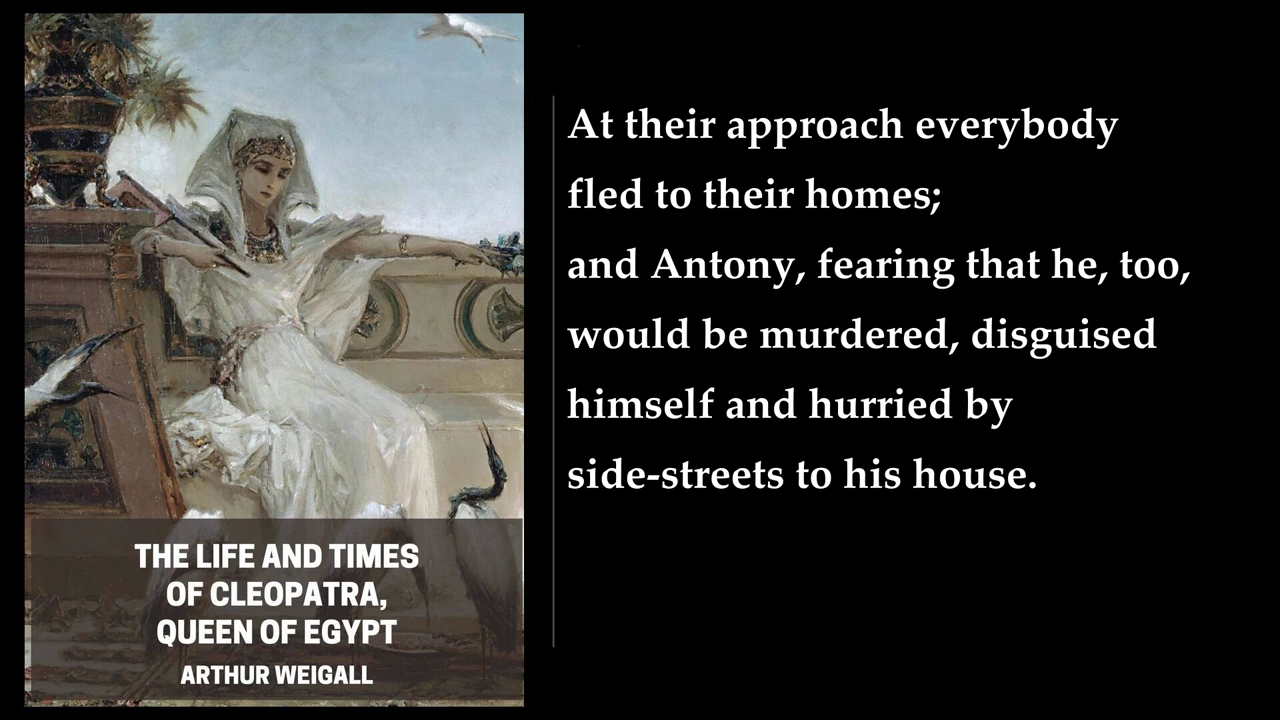 At their approach everybody
fled to their homes;
and Antony, fearing that he, too,
would be murdered, disguised
himself and hurried by
side-streets to his house.
THE LIFE AND TIMES
OF CLEOPATRA,
QUEEN OF EGYPT
ARTHUR WEIGALL